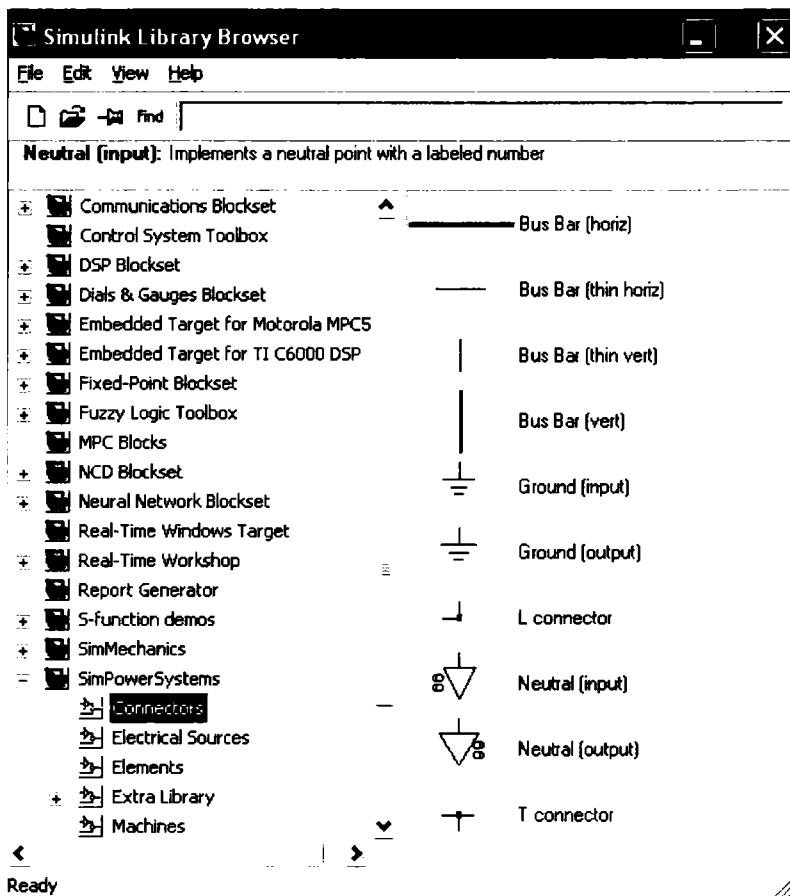 Simulink Library Browser
File Edit View Help
Find
Neutral (input): Implements a neutral point with a labeled number
Communications Blockset
Control System Toolbox
DSP Blockset
Dials & Gauges Blockset
Embedded Target for Motorola MPC5
Embedded Target for TI C6000 DSP
Fixed-Point Blockset
Fuzzy Logic Toolbox
MPC Blocks
NCD Blockset
Neural Network Blockset
Real-Time Windows Target
Real-Time Workshop
Report Generator
S-function demos
SimMechanics
SimPowerSystems
Connectors
Electrical Sources
Elements
Extra Library
Machines
Bus Bar (horiz)
Bus Bar (thin horiz)
Bus Bar (thin vert)
Bus Bar (vert)
Ground (input)
Ground (output)
L connector
Neutral (input)
Neutral (output)
T connector
Ready